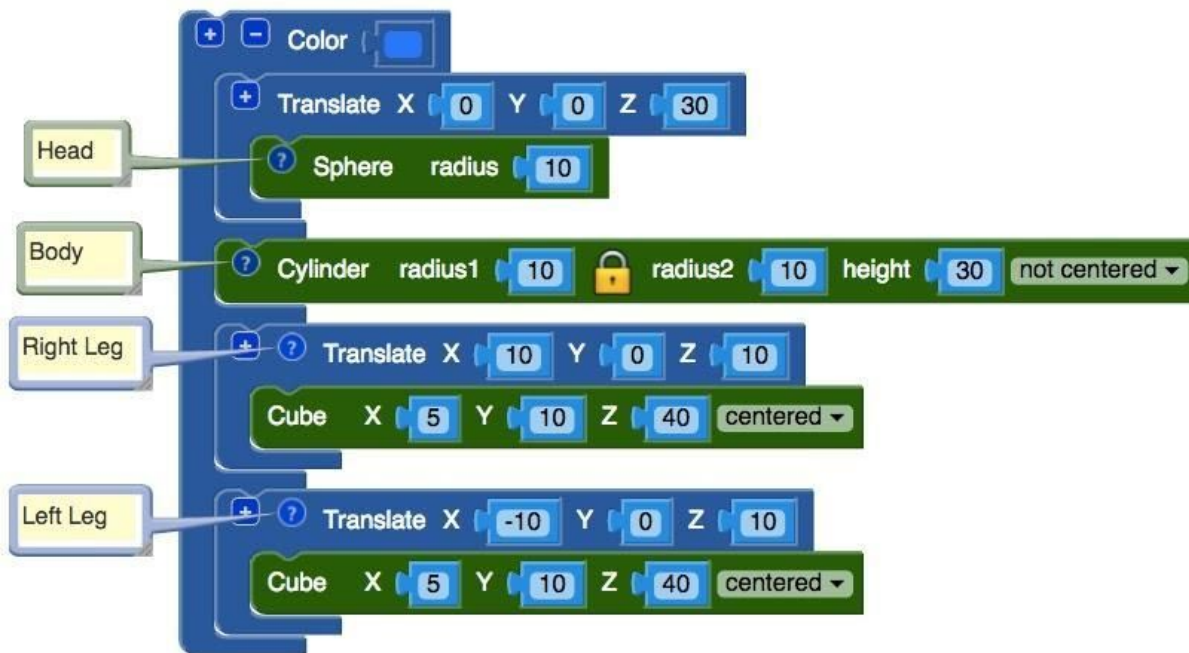 + − Color
+ Translate X 0 Y 0 Z 30
Head
? Sphere radius 10
Body
? Cylinder radius1 10 radius2 10 height 30 not centered
Right Leg
+ ? Translate X 10 Y 0 Z 10
Cube X 5 Y 10 Z 40 centered
Left Leg
+ ? Translate X -10 Y 0 Z 10
Cube X 5 Y 10 Z 40 centered